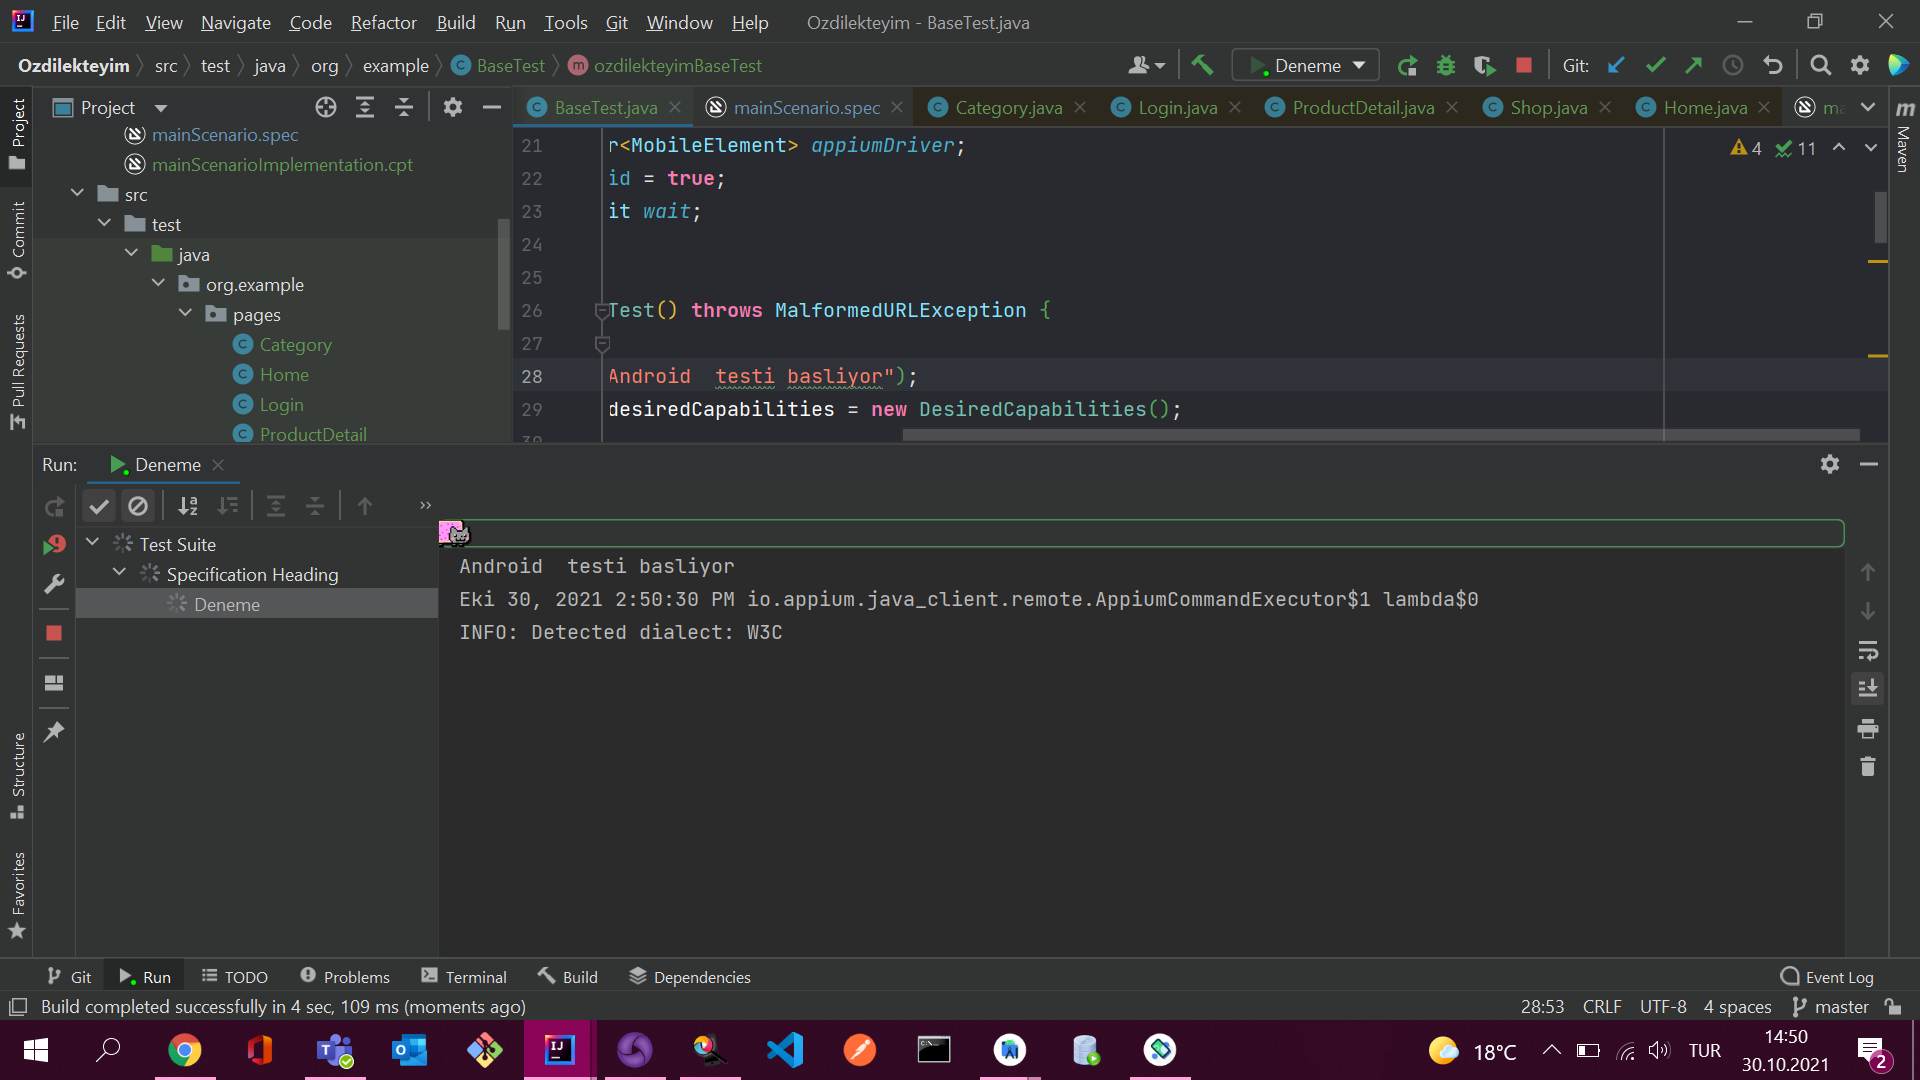 File Edit View Navigate Code Refactor Build Run Tools Git Window Help Ozdilekteyim - BaseTest.java
Ozdilekteyim src test java org example BaseTest ozdilekteyimBaseTest Deneme Git:
Project
BaseTest.java mainScenario.spec Category.java Login.java ProductDetail.java Shop.java Home.java ma
mainScenario.spec
mainScenarioImplementation.cpt
src
test
java
org.example
pages
Category
Home
Login
ProductDetail
21 r<MobileElement> appiumDriver;
22 id = true;
23 it wait;
24
25
26 Test() throws MalformedURLException {
27
28 Android  testi basliyor");
29 desiredCapabilities = new DesiredCapabilities();
30
4 11
Project
Commit
Pull Requests
Structure
Favorites
m Maven
Run: Deneme
Test Suite
Specification Heading
Deneme
Android  testi basliyor
Eki 30, 2021 2:50:30 PM io.appium.java_client.remote.AppiumCommandExecutor$1 lambda$0
INFO: Detected dialect: W3C
Git Run TODO Problems Terminal Build Dependencies Event Log
Build completed successfully in 4 sec, 109 ms (moments ago) 28:53 CRLF UTF-8 4 spaces master
18°C TUR 14:50
30.10.2021
2